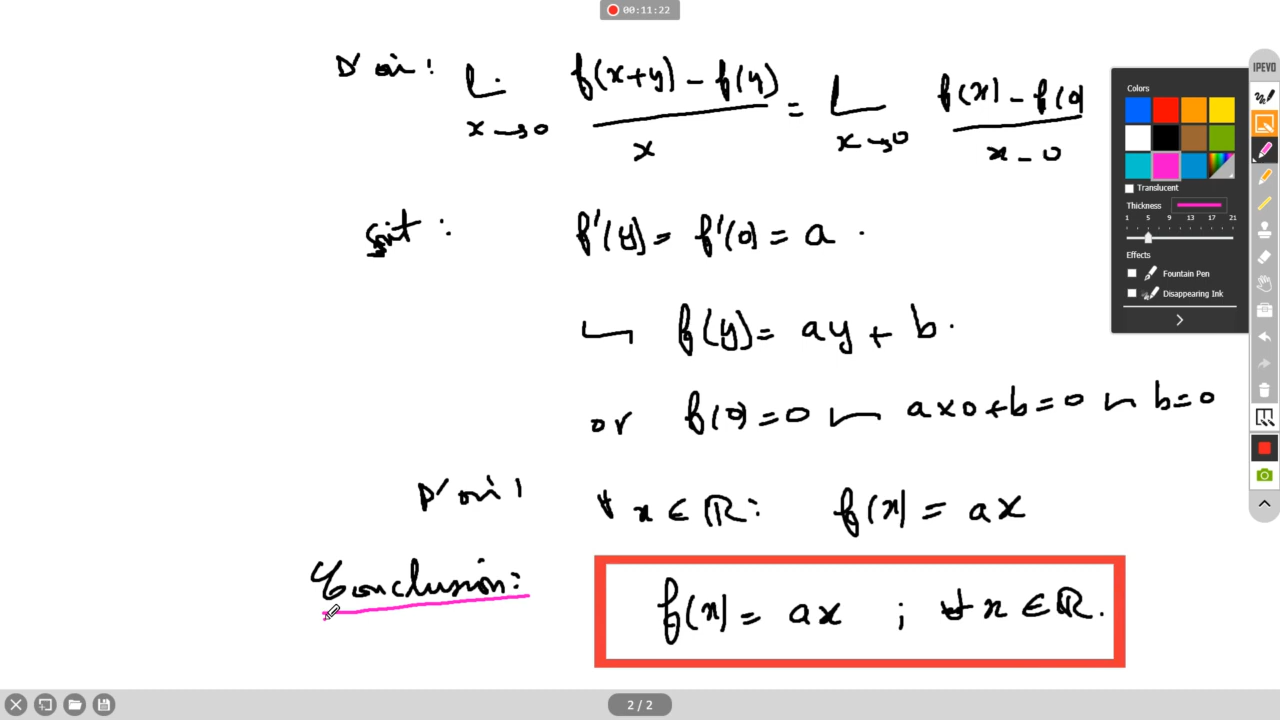 00:11:22
D'où : L x→0 f(x+y) - f(y) / x = L x→0 f(x) - f(0) / x - 0
Soit : f'(y) = f'(0) = a .
↳ f(y) = ay + b .
or f(0) = 0 ↳ a×0 + b = 0 ↳ b = 0
D'où : ∀ x ∈ ℝ : f(x) = ax
Conclusion :
f(x) = ax ; ∀ x ∈ ℝ .
IPEVO
Colors
Translucent
Thickness
1 5 9 13 17 21
Effects
Fountain Pen
Disappearing Ink
2 / 2